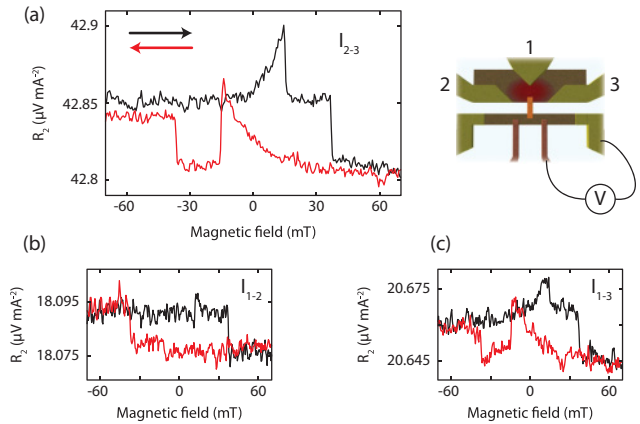 (a)
42.9
42.85
42.8
R2 (µV mA-2)
I2-3
-60 -30 0 30 60
Magnetic field (mT)
1
2 3
V
(b)
18.095
18.075
R2 (µV mA-2)
I1-2
-60 0 60
Magnetic field (mT)
(c)
20.675
20.645
R2 (µV mA-2)
I1-3
-60 0 60
Magnetic field (mT)